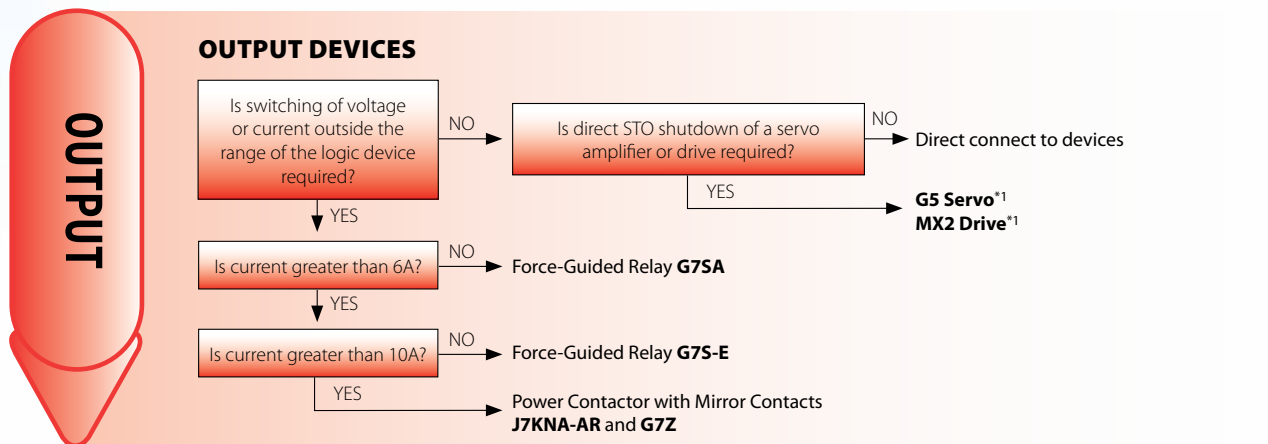 OUTPUT
OUTPUT DEVICES
Is switching of voltage
or current outside the
range of the logic device
required?
NO
Is direct STO shutdown of a servo
amplifier or drive required?
NO
Direct connect to devices
YES
G5 Servo*1
MX2 Drive*1
YES
Is current greater than 6A?
NO
Force-Guided Relay G7SA
YES
Is current greater than 10A?
NO
Force-Guided Relay G7S-E
YES
Power Contactor with Mirror Contacts
J7KNA-AR and G7Z